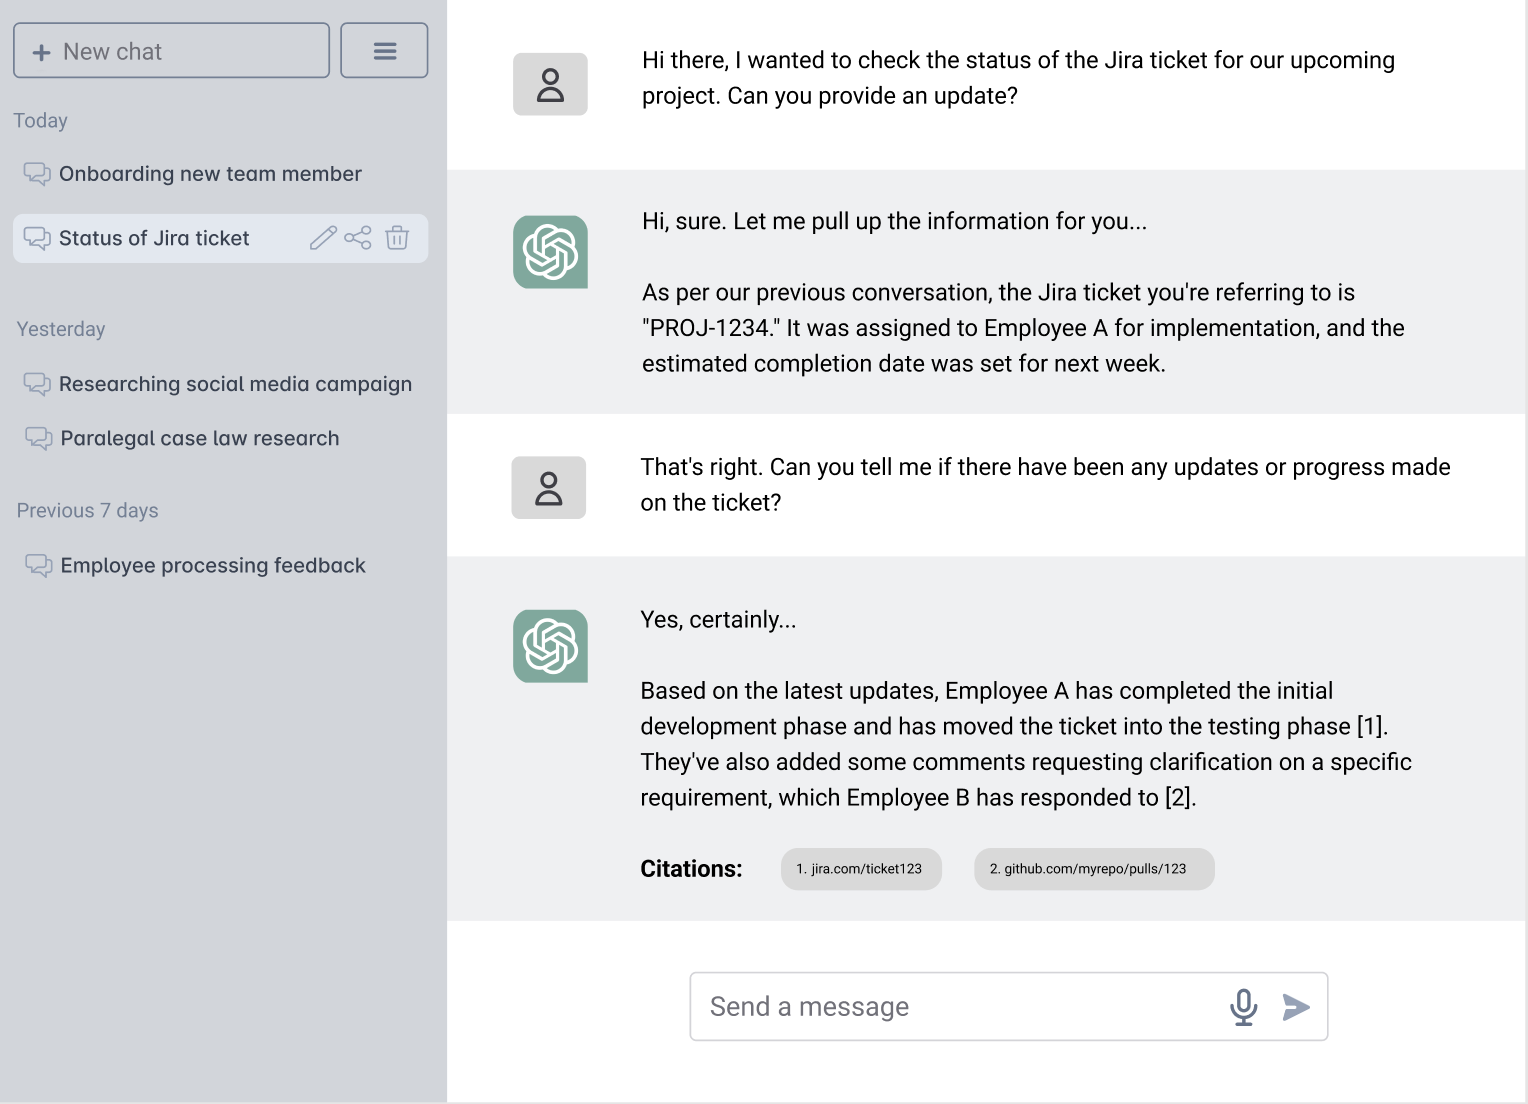 New chat
Today
Onboarding new team member
Status of Jira ticket
Yesterday
Researching social media campaign
Paralegal case law research
Previous 7 days
Employee processing feedback
Hi there, I wanted to check the status of the Jira ticket for our upcoming
project. Can you provide an update?
Hi, sure. Let me pull up the information for you...
As per our previous conversation, the Jira ticket you're referring to is
"PROJ-1234." It was assigned to Employee A for implementation, and the
estimated completion date was set for next week.
That's right. Can you tell me if there have been any updates or progress made
on the ticket?
Yes, certainly...
Based on the latest updates, Employee A has completed the initial
development phase and has moved the ticket into the testing phase [1].
They've also added some comments requesting clarification on a specific
requirement, which Employee B has responded to [2].
Citations: 1. jira.com/ticket123 2. github.com/myrepo/pulls/123
Send a message